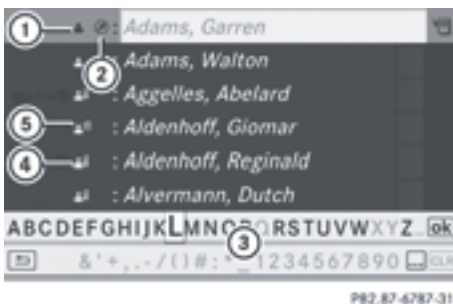 ① : Adams, Garren
② : Adams, Walton
: Aggelles, Abelard
⑤ : Aldenhoff, Giomar
④ : Aldenhoff, Reginald
: Alvermann, Dutch
ABCDEFGHIJKLMNOPQRSTUVWXYZ ok
③
&'+,.-/()#:*_1234567890 CLR
P82.87-6787-31